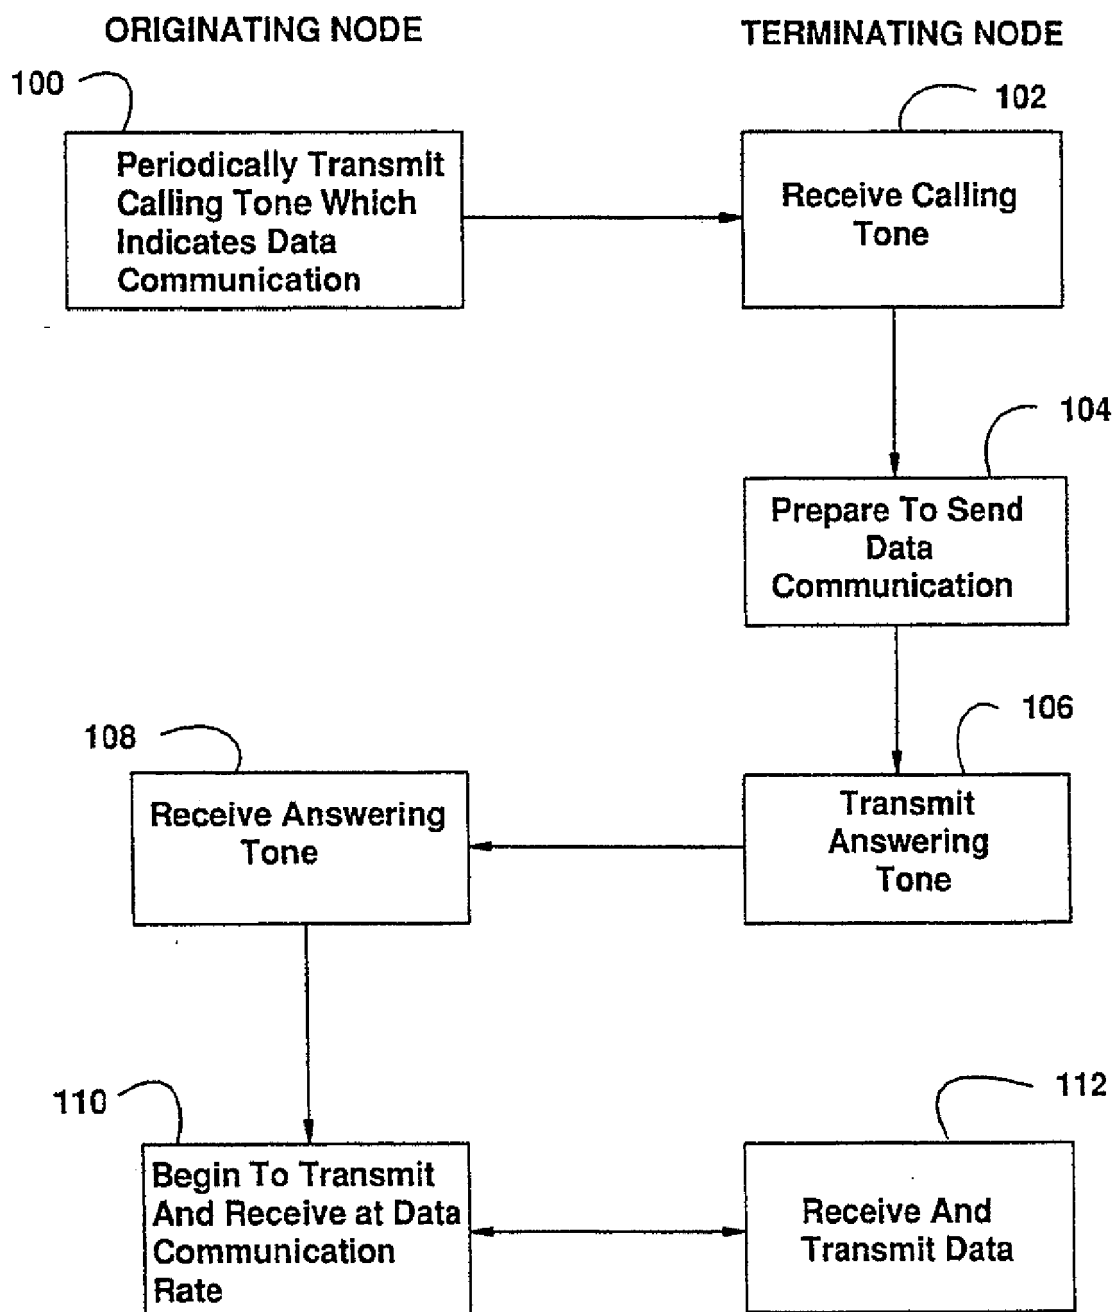 ORIGINATING NODE
TERMINATING NODE
100
102
Periodically Transmit
Calling Tone Which
Indicates Data
Communication
Receive Calling
Tone
104
Prepare To Send
Data
Communication
106
108
Transmit
Answering
Tone
Receive Answering
Tone
110
112
Begin To Transmit
And Receive at Data
Communication
Rate
Receive And
Transmit Data